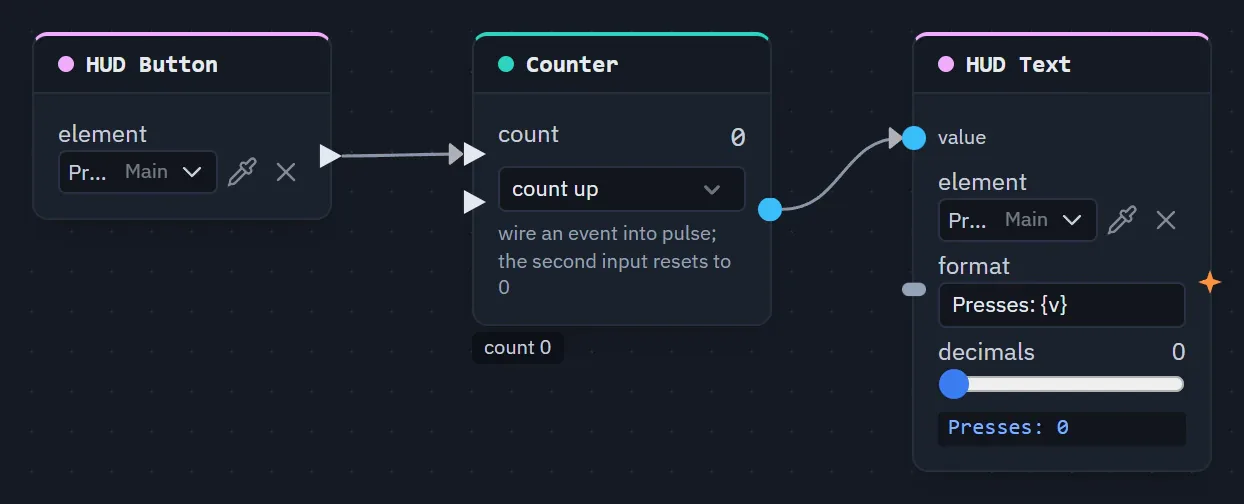 HUD Button
element
Pr... Main
Counter
count 0
count up
wire an event into pulse;
the second input resets to
0
count 0
HUD Text
value
element
Pr... Main
format
Presses: {v}
decimals 0
Presses: 0